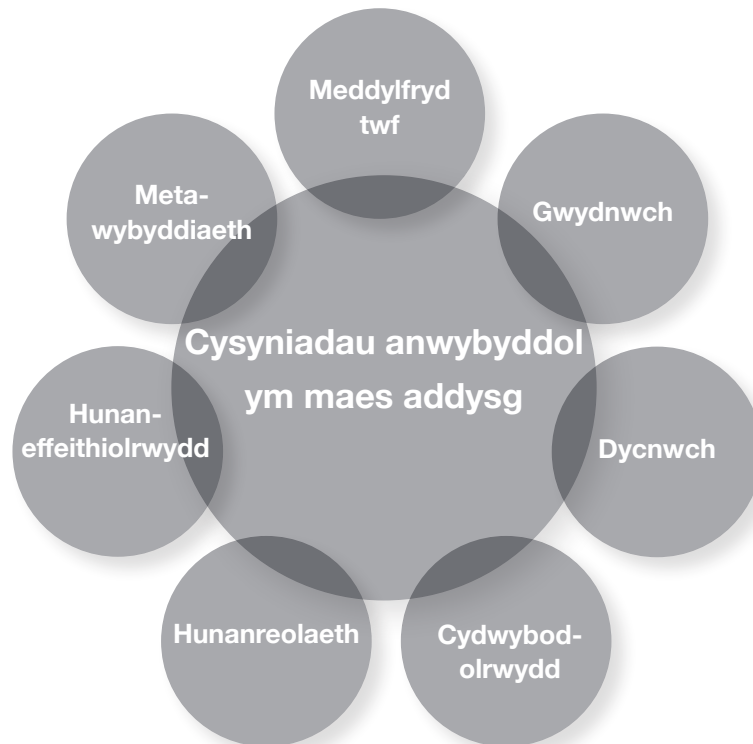 Meddylfryd
twf
Meta-
wybyddiaeth
Gwydnwch
Cysyniadau anwybyddol
ym maes addysg
Hunan-
effeithiolrwydd
Dycnwch
Hunanreolaeth
Cydwybod-
olrwydd